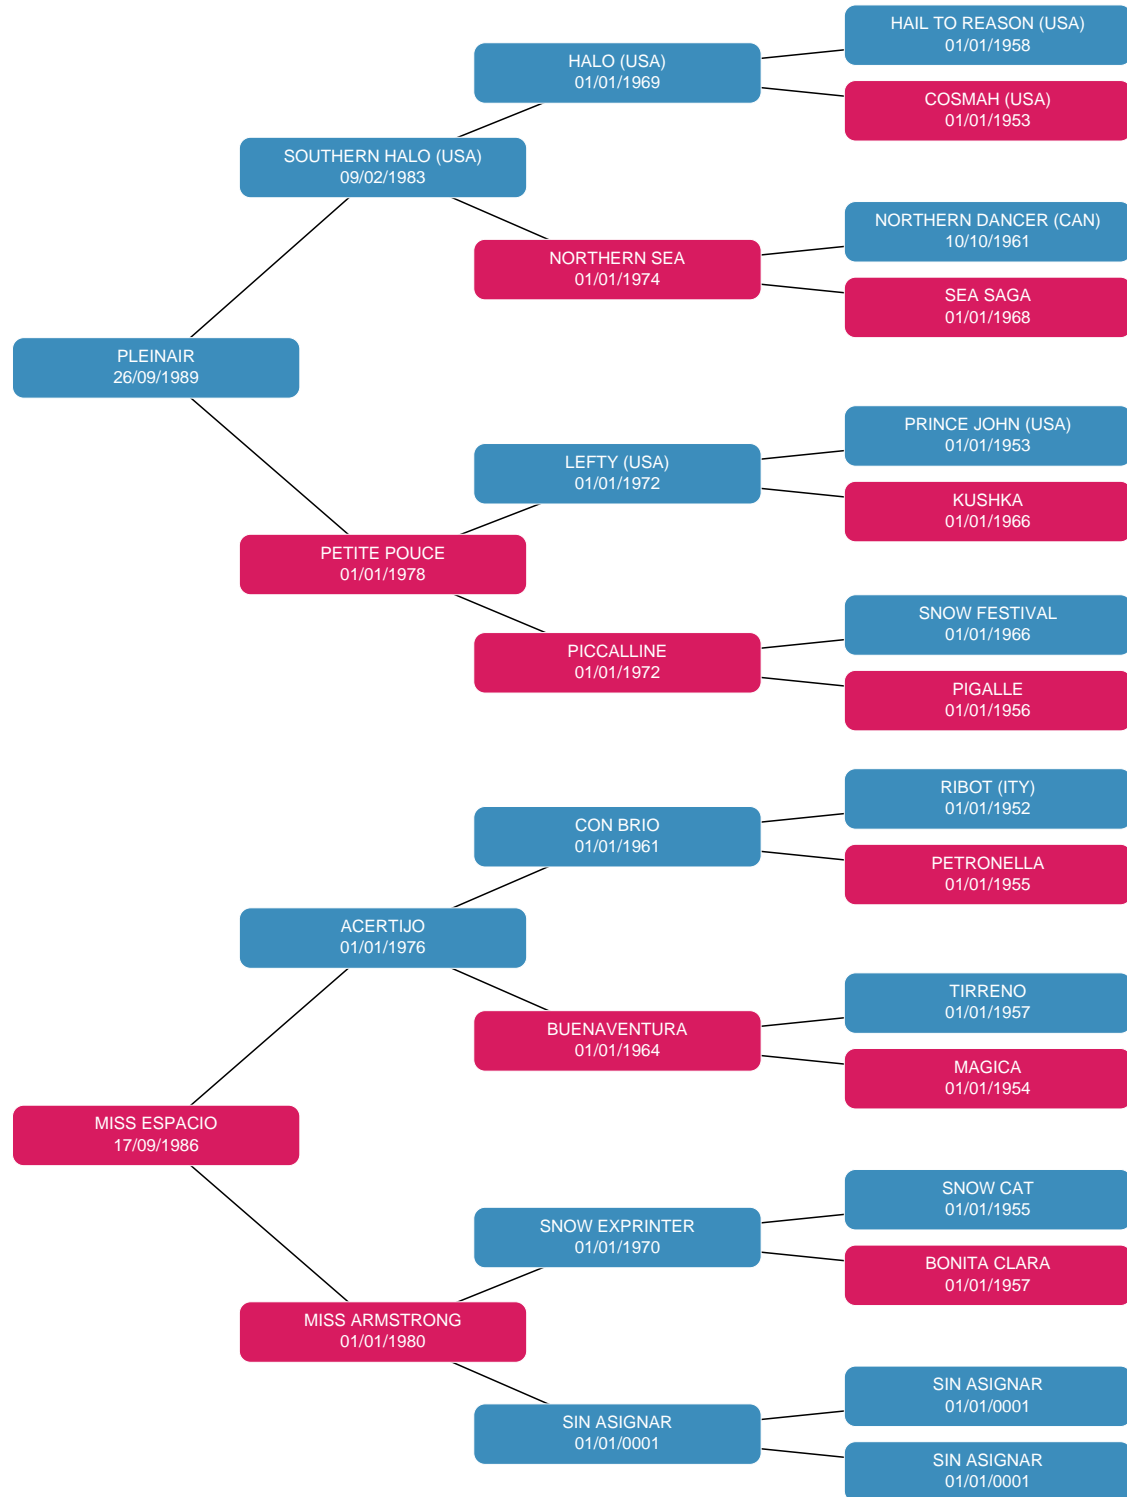 HAIL TO REASON (USA)
01/01/1958
HALO (USA)
01/01/1969
COSMAH (USA)
01/01/1953
SOUTHERN HALO (USA)
09/02/1983
NORTHERN DANCER (CAN)
10/10/1961
NORTHERN SEA
01/01/1974
SEA SAGA
01/01/1968
PLEINAIR
26/09/1989
PRINCE JOHN (USA)
01/01/1953
LEFTY (USA)
01/01/1972
KUSHKA
01/01/1966
PETITE POUCE
01/01/1978
SNOW FESTIVAL
01/01/1966
PICCALLINE
01/01/1972
PIGALLE
01/01/1956
RIBOT (ITY)
01/01/1952
CON BRIO
01/01/1961
PETRONELLA
01/01/1955
ACERTIJO
01/01/1976
TIRRENO
01/01/1957
BUENAVENTURA
01/01/1964
MAGICA
01/01/1954
MISS ESPACIO
17/09/1986
SNOW CAT
01/01/1955
SNOW EXPRINTER
01/01/1970
BONITA CLARA
01/01/1957
MISS ARMSTRONG
01/01/1980
SIN ASIGNAR
01/01/0001
SIN ASIGNAR
01/01/0001
SIN ASIGNAR
01/01/0001